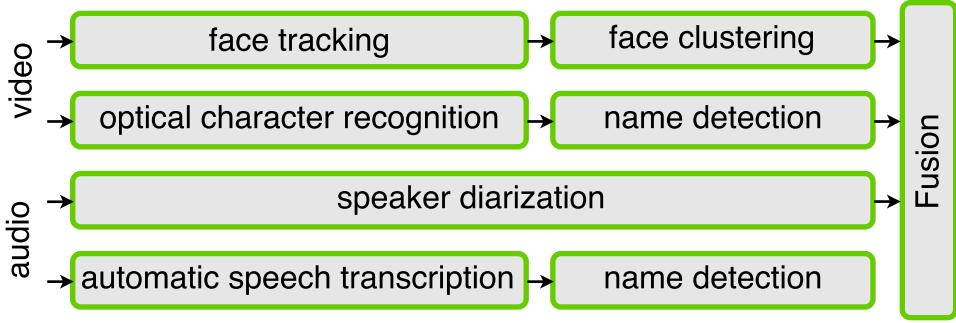 video
face tracking
face clustering
optical character recognition
name detection
audio
speaker diarization
automatic speech transcription
name detection
Fusion